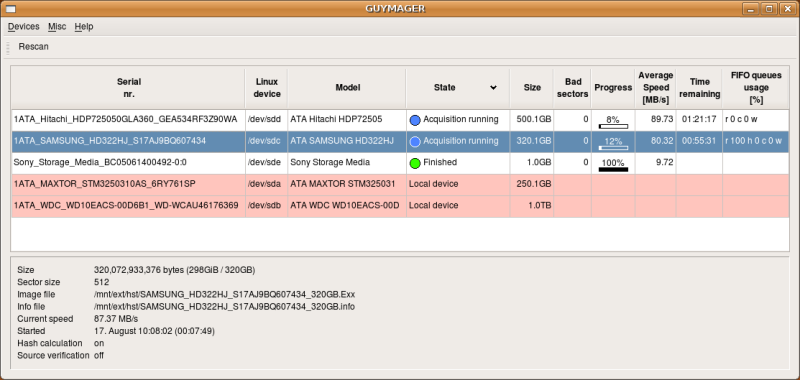 GUYMAGER
Devices Misc Help
Rescan
Serial nr. Linux device Model State Size Bad sectors Progress Average Speed [MB/s] Time remaining FIFO queues usage [%]
1ATA_Hitachi_HDP725050GLA360_GEA534RF3Z90WA /dev/sdd ATA Hitachi HDP72505 Acquisition running 500.1GB 0 8% 89.73 01:21:17 r 0 c 0 w
1ATA_SAMSUNG_HD322HJ_S17AJ9BQ607434 /dev/sdc ATA SAMSUNG HD322HJ Acquisition running 320.1GB 0 12% 80.32 00:55:31 r 100 h 0 c 0 w
Sony_Storage_Media_BC05061400492-0:0 /dev/sde Sony Storage Media Finished 1.0GB 0 100% 9.72
1ATA_MAXTOR_STM3250310AS_6RY761SP /dev/sda ATA MAXTOR STM325031 Local device 250.1GB
1ATA_WDC_WD10EACS-00D6B1_WD-WCAU46176369 /dev/sdb ATA WDC WD10EACS-00D Local device 1.0TB
Size 320,072,933,376 bytes (298GiB / 320GB)
Sector size 512
Image file /mnt/ext/hst/SAMSUNG_HD322HJ_S17AJ9BQ607434_320GB.Exx
Info file /mnt/ext/hst/SAMSUNG_HD322HJ_S17AJ9BQ607434_320GB.info
Current speed 87.37 MB/s
Started 17. August 10:08:02 (00:07:49)
Hash calculation on
Source verification off